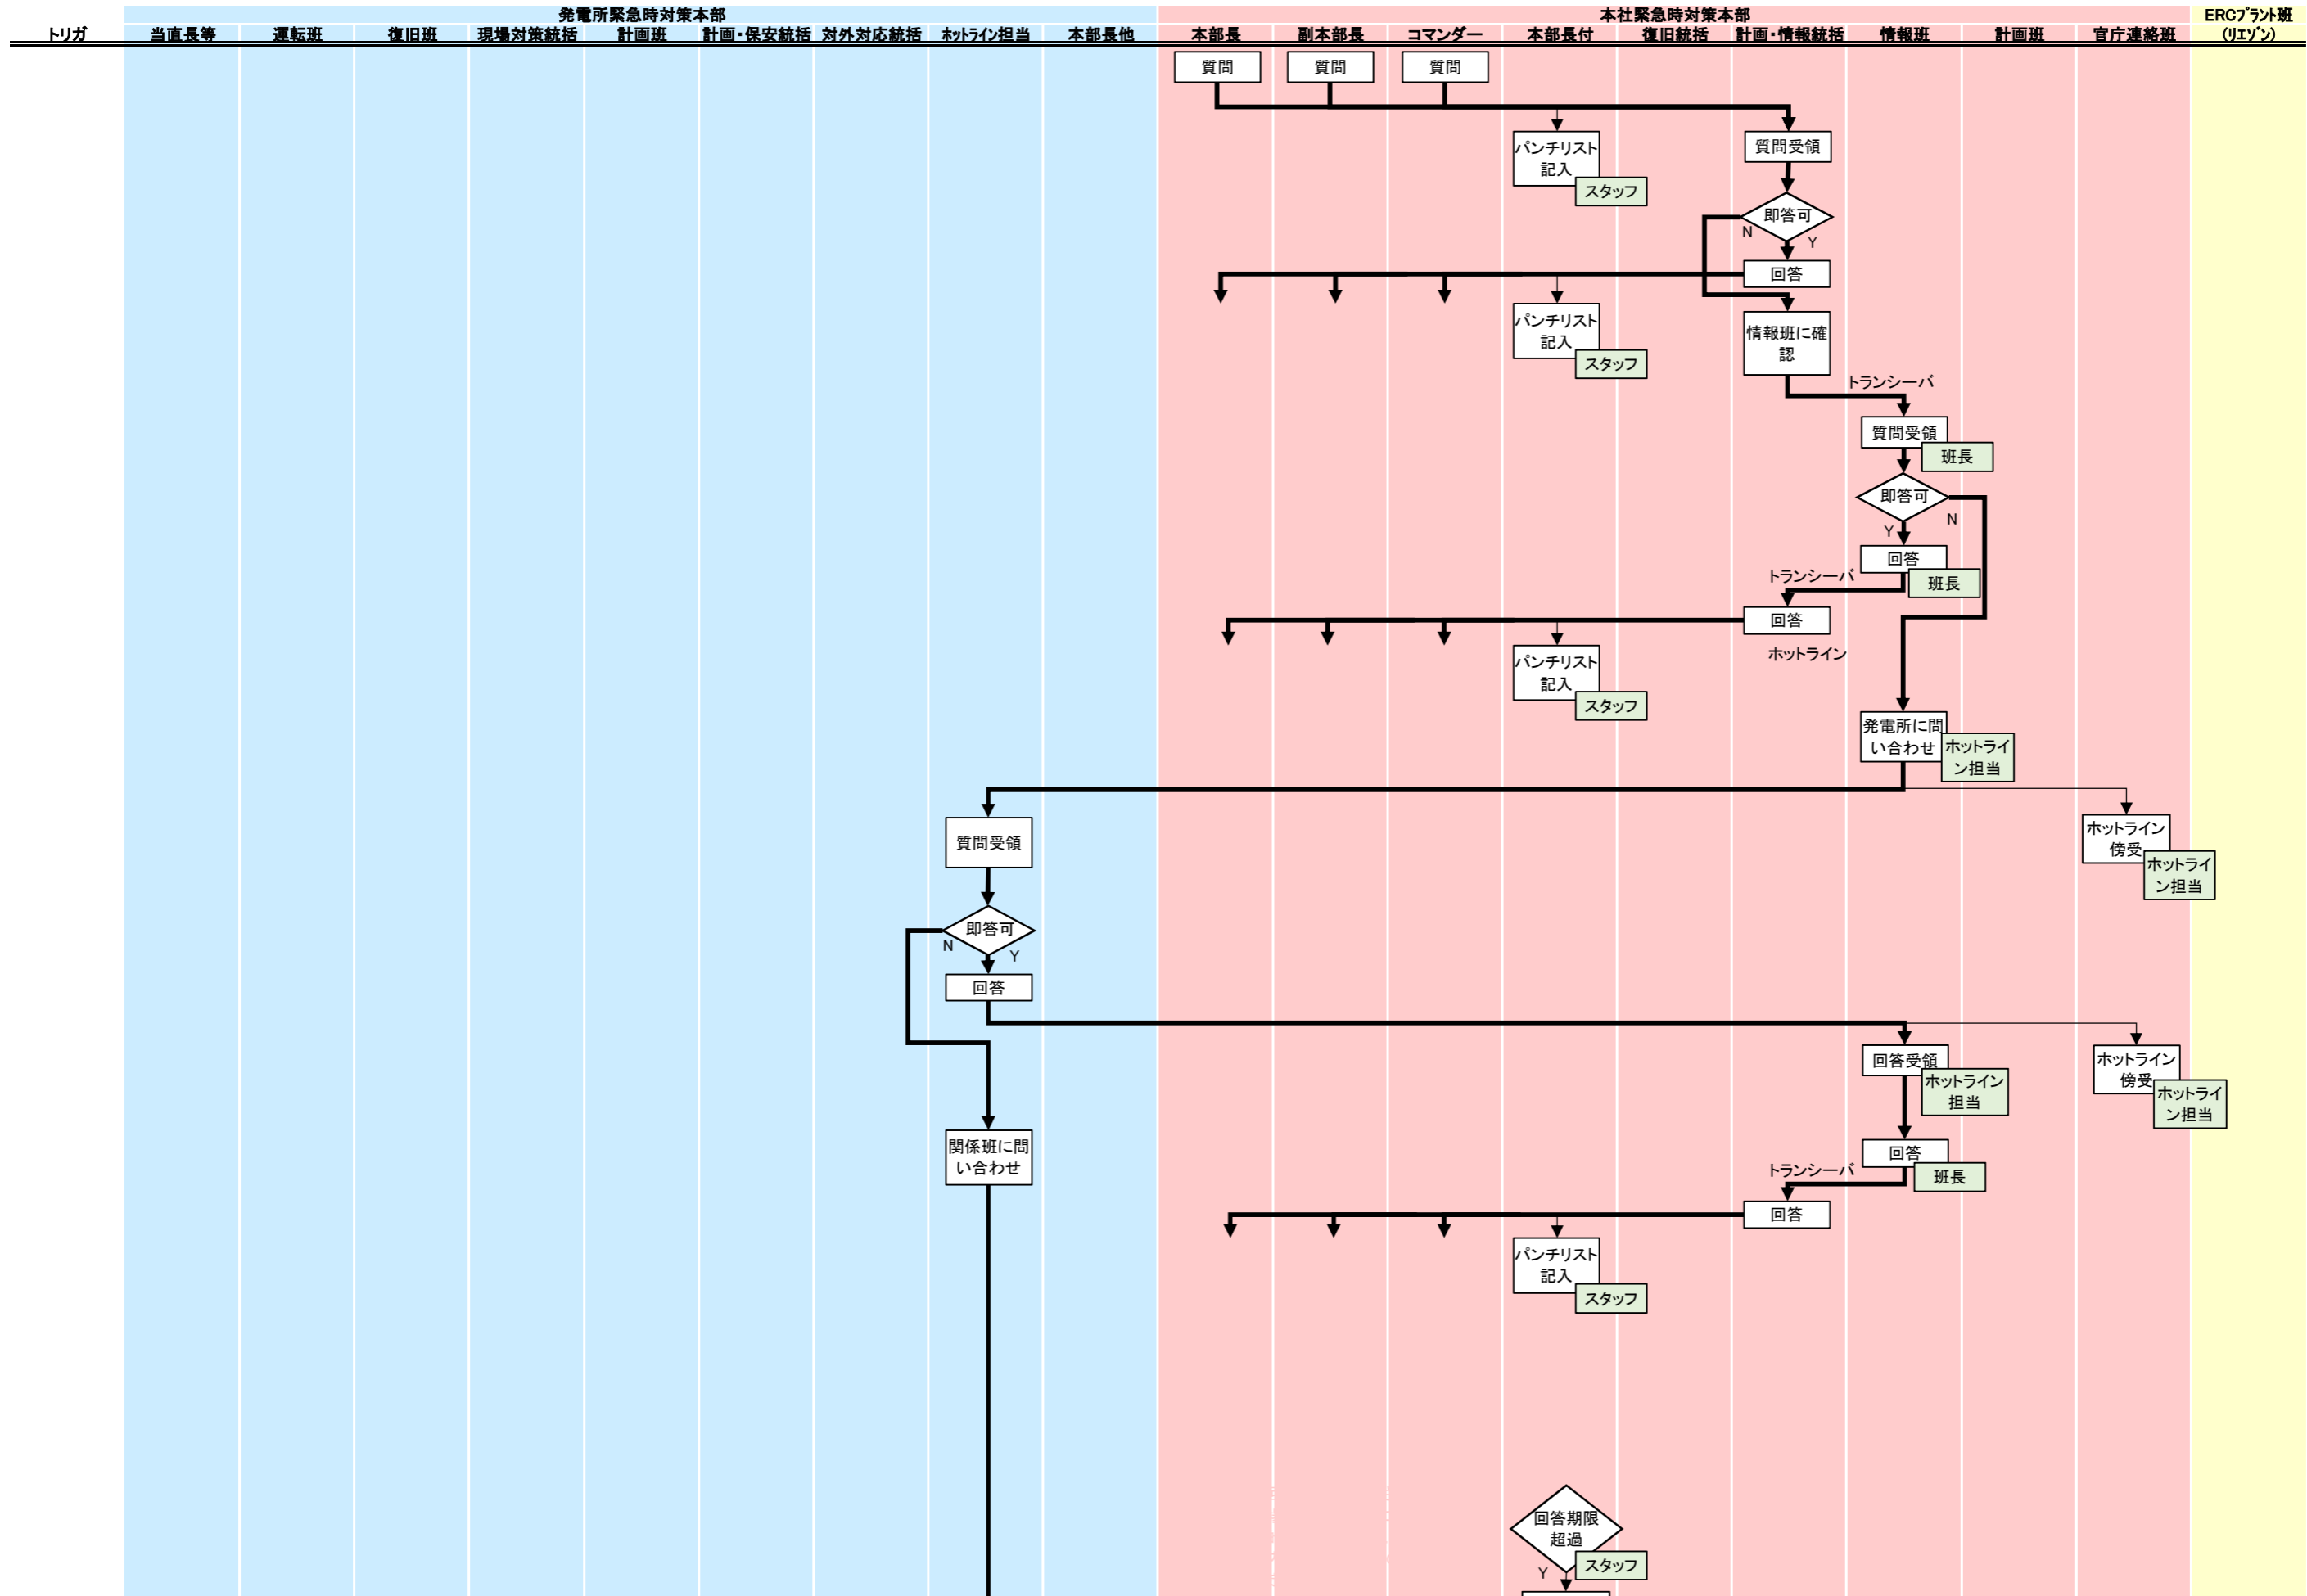 発電所緊急時対策本部
本社緊急時対策本部
ERCプラント班
(リエゾン)
トリガ
当直長等
運転班
復旧班
現場対策統括
計画班
計画・保安統括
対外対応統括
ホットライン担当
本部長他
本部長
副本部長
コマンダー
本部長付
復旧統括
計画・情報統括
情報班
計画班
官庁連絡班
質問
質問
質問
パンチリスト
記入
スタッフ
質問受領
即答可
N
Y
回答
パンチリスト
記入
スタッフ
情報班に確
認
トランシーバ
質問受領
班長
即答可
N
Y
回答
班長
トランシーバ
回答
ホットライン
パンチリスト
記入
スタッフ
発電所に問
い合わせ
ホットライ
ン担当
質問受領
ホットライン
傍受
ホットライ
ン担当
即答可
N
Y
回答
回答受領
ホットライン
担当
ホットライン
傍受
ホットライ
ン担当
関係班に問
い合わせ
回答
班長
トランシーバ
回答
パンチリスト
記入
スタッフ
回答期限
超過
スタッフ
Y